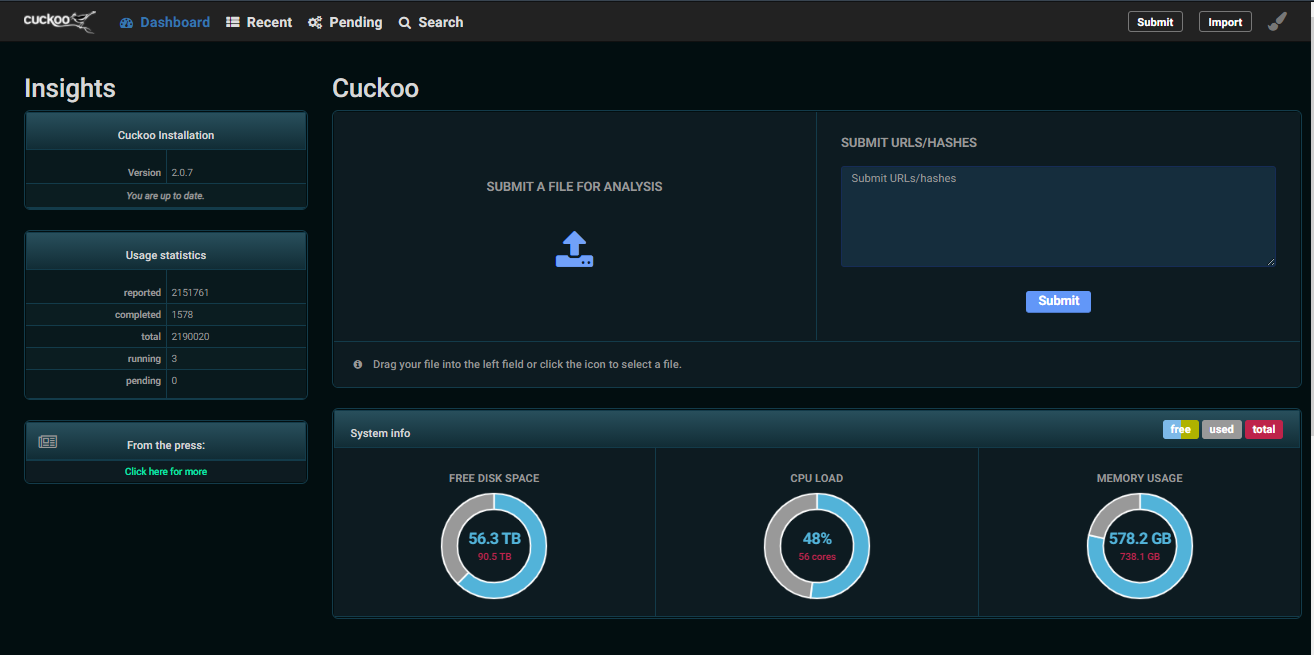 cuckoo Dashboard Recent Pending Search Submit Import
Insights
Cuckoo Installation
Version 2.0.7
You are up to date.
Usage statistics
reported 2151761
completed 1578
total 2190020
running 3
pending 0
From the press:
Click here for more
Cuckoo
SUBMIT A FILE FOR ANALYSIS
SUBMIT URLS/HASHES
Submit URLs/hashes
Submit
Drag your file into the left field or click the icon to select a file.
System info free used total
FREE DISK SPACE
56.3 TB
90.5 TB
CPU LOAD
48%
56 cores
MEMORY USAGE
578.2 GB
738.1 GB